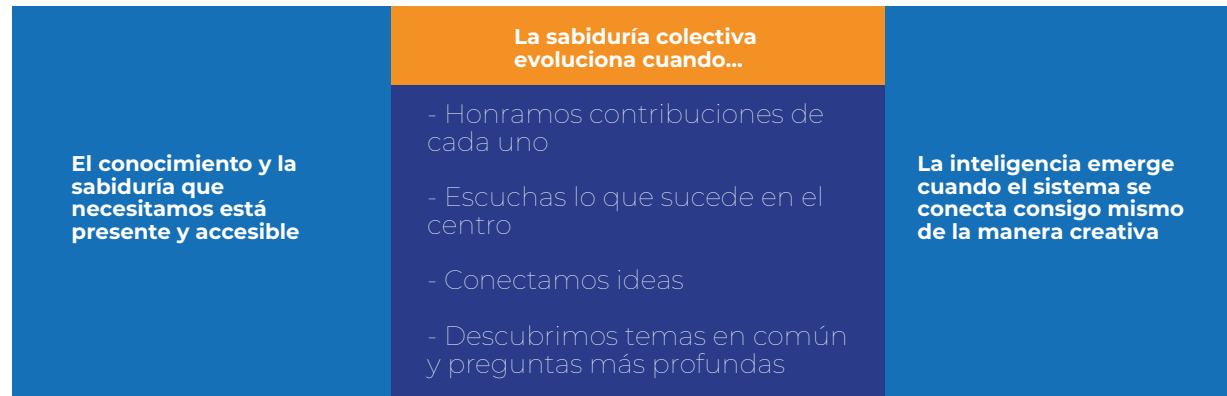 El conocimiento y la
sabiduría que
necesitamos está
presente y accesible
La sabiduría colectiva
evoluciona cuando...
- Honramos contribuciones de
cada uno
- Escuchas lo que sucede en el
centro
- Conectamos ideas
- Descubrimos temas en común
y preguntas más profundas
La inteligencia emerge
cuando el sistema se
conecta consigo mismo
de la manera creativa